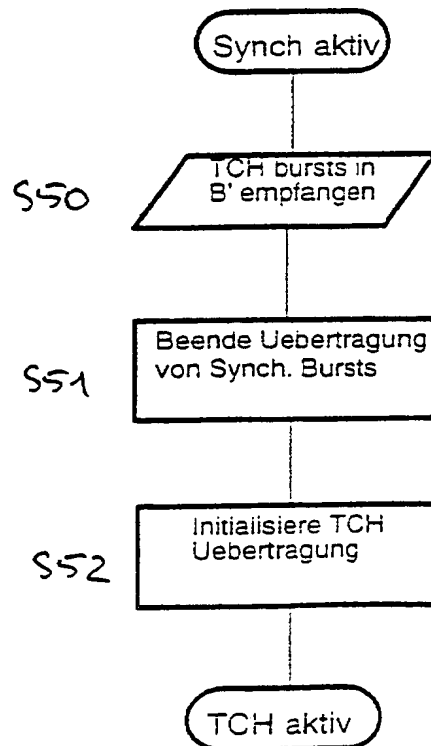 Synch aktiv
S50
TCH bursts in
B' empfangen
S51
Beende Uebertragung
von Synch. Bursts
S52
Initialisiere TCH
Uebertragung
TCH aktiv